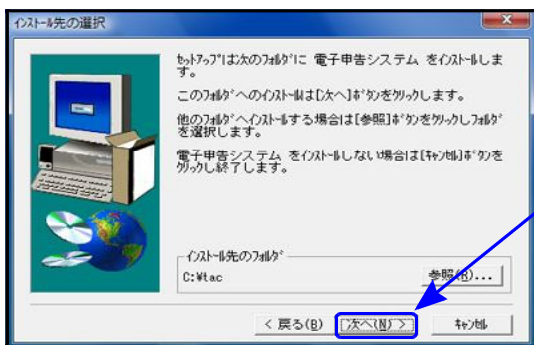 インストール先の選択
セットアップは次のフォルダに 電子申告システム をインストールしま
す。
このフォルダへのインストールは[次へ]ボタンをクリックします。
他のフォルダへインストールする場合は[参照]ボタンをクリックしフォルダ
を選択します。
電子申告システム をインストールしない場合は[キャンセル]ボタンを
クリックし終了します。
インストール先のフォルダ
C:¥tac
参照(R)...
< 戻る(B)
次へ(N) >
キャンセル